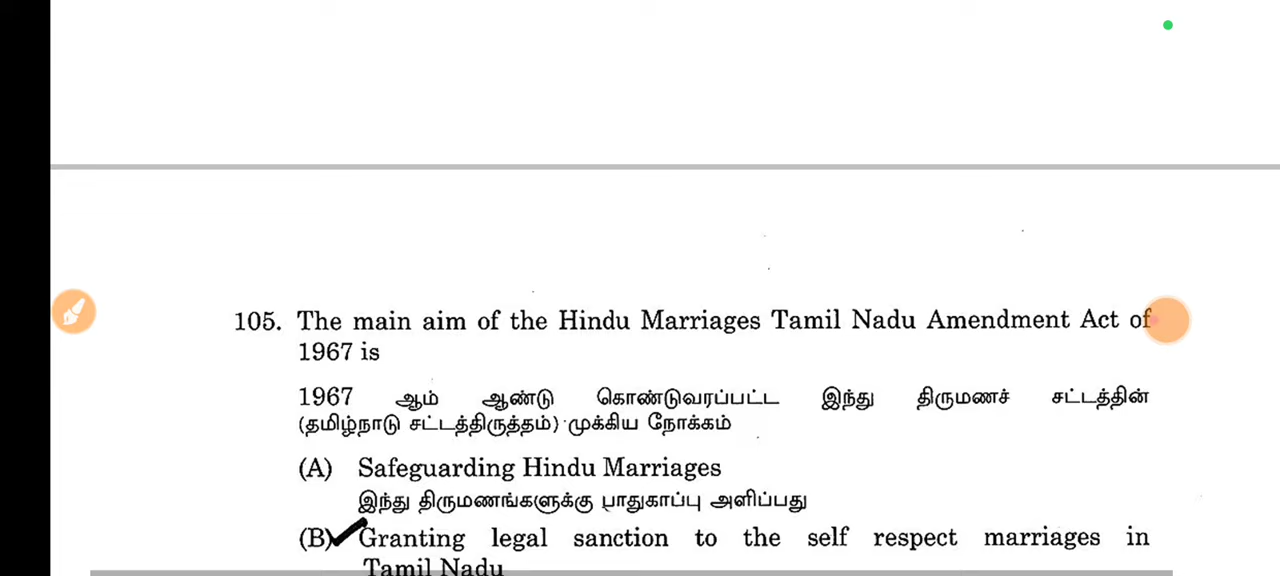 105. The main aim of the Hindu Marriages Tamil Nadu Amendment Act of
1967 is
1967 ஆம் ஆண்டு கொண்டுவரப்பட்ட இந்து திருமணச் சட்டத்தின்
(தமிழ்நாடு சட்டத்திருத்தம்) முக்கிய நோக்கம்
(A) Safeguarding Hindu Marriages
இந்து திருமணங்களுக்கு பாதுகாப்பு அளிப்பது
(B) Granting legal sanction to the self respect marriages in
Tamil Nadu